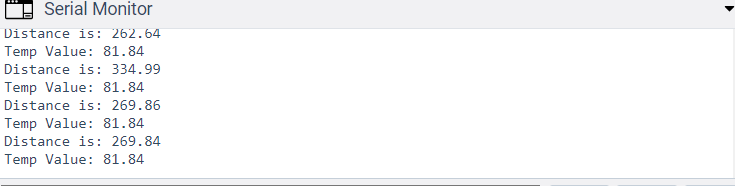 Serial Monitor
Distance is: 262.64
Temp Value: 81.84
Distance is: 334.99
Temp Value: 81.84
Distance is: 269.86
Temp Value: 81.84
Distance is: 269.84
Temp Value: 81.84